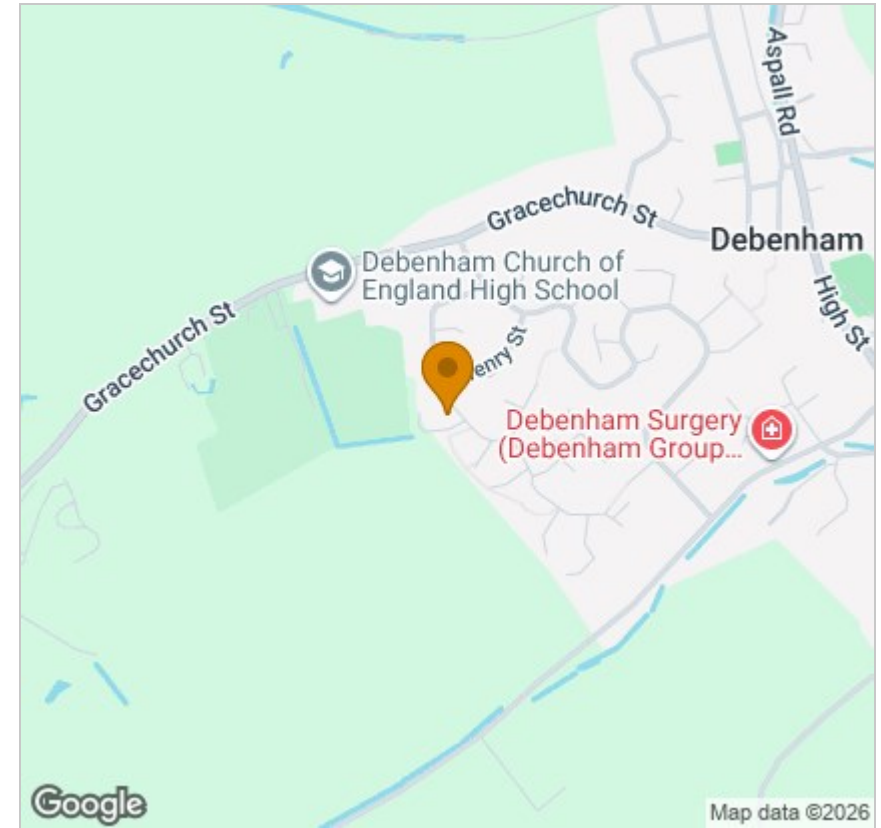 Aspall Rd
Gracechurch St
Debenham
Debenham Church of
England High School
High St
Gracechurch St
Henry St
Debenham Surgery
(Debenham Group...
Google
Map data ©2026